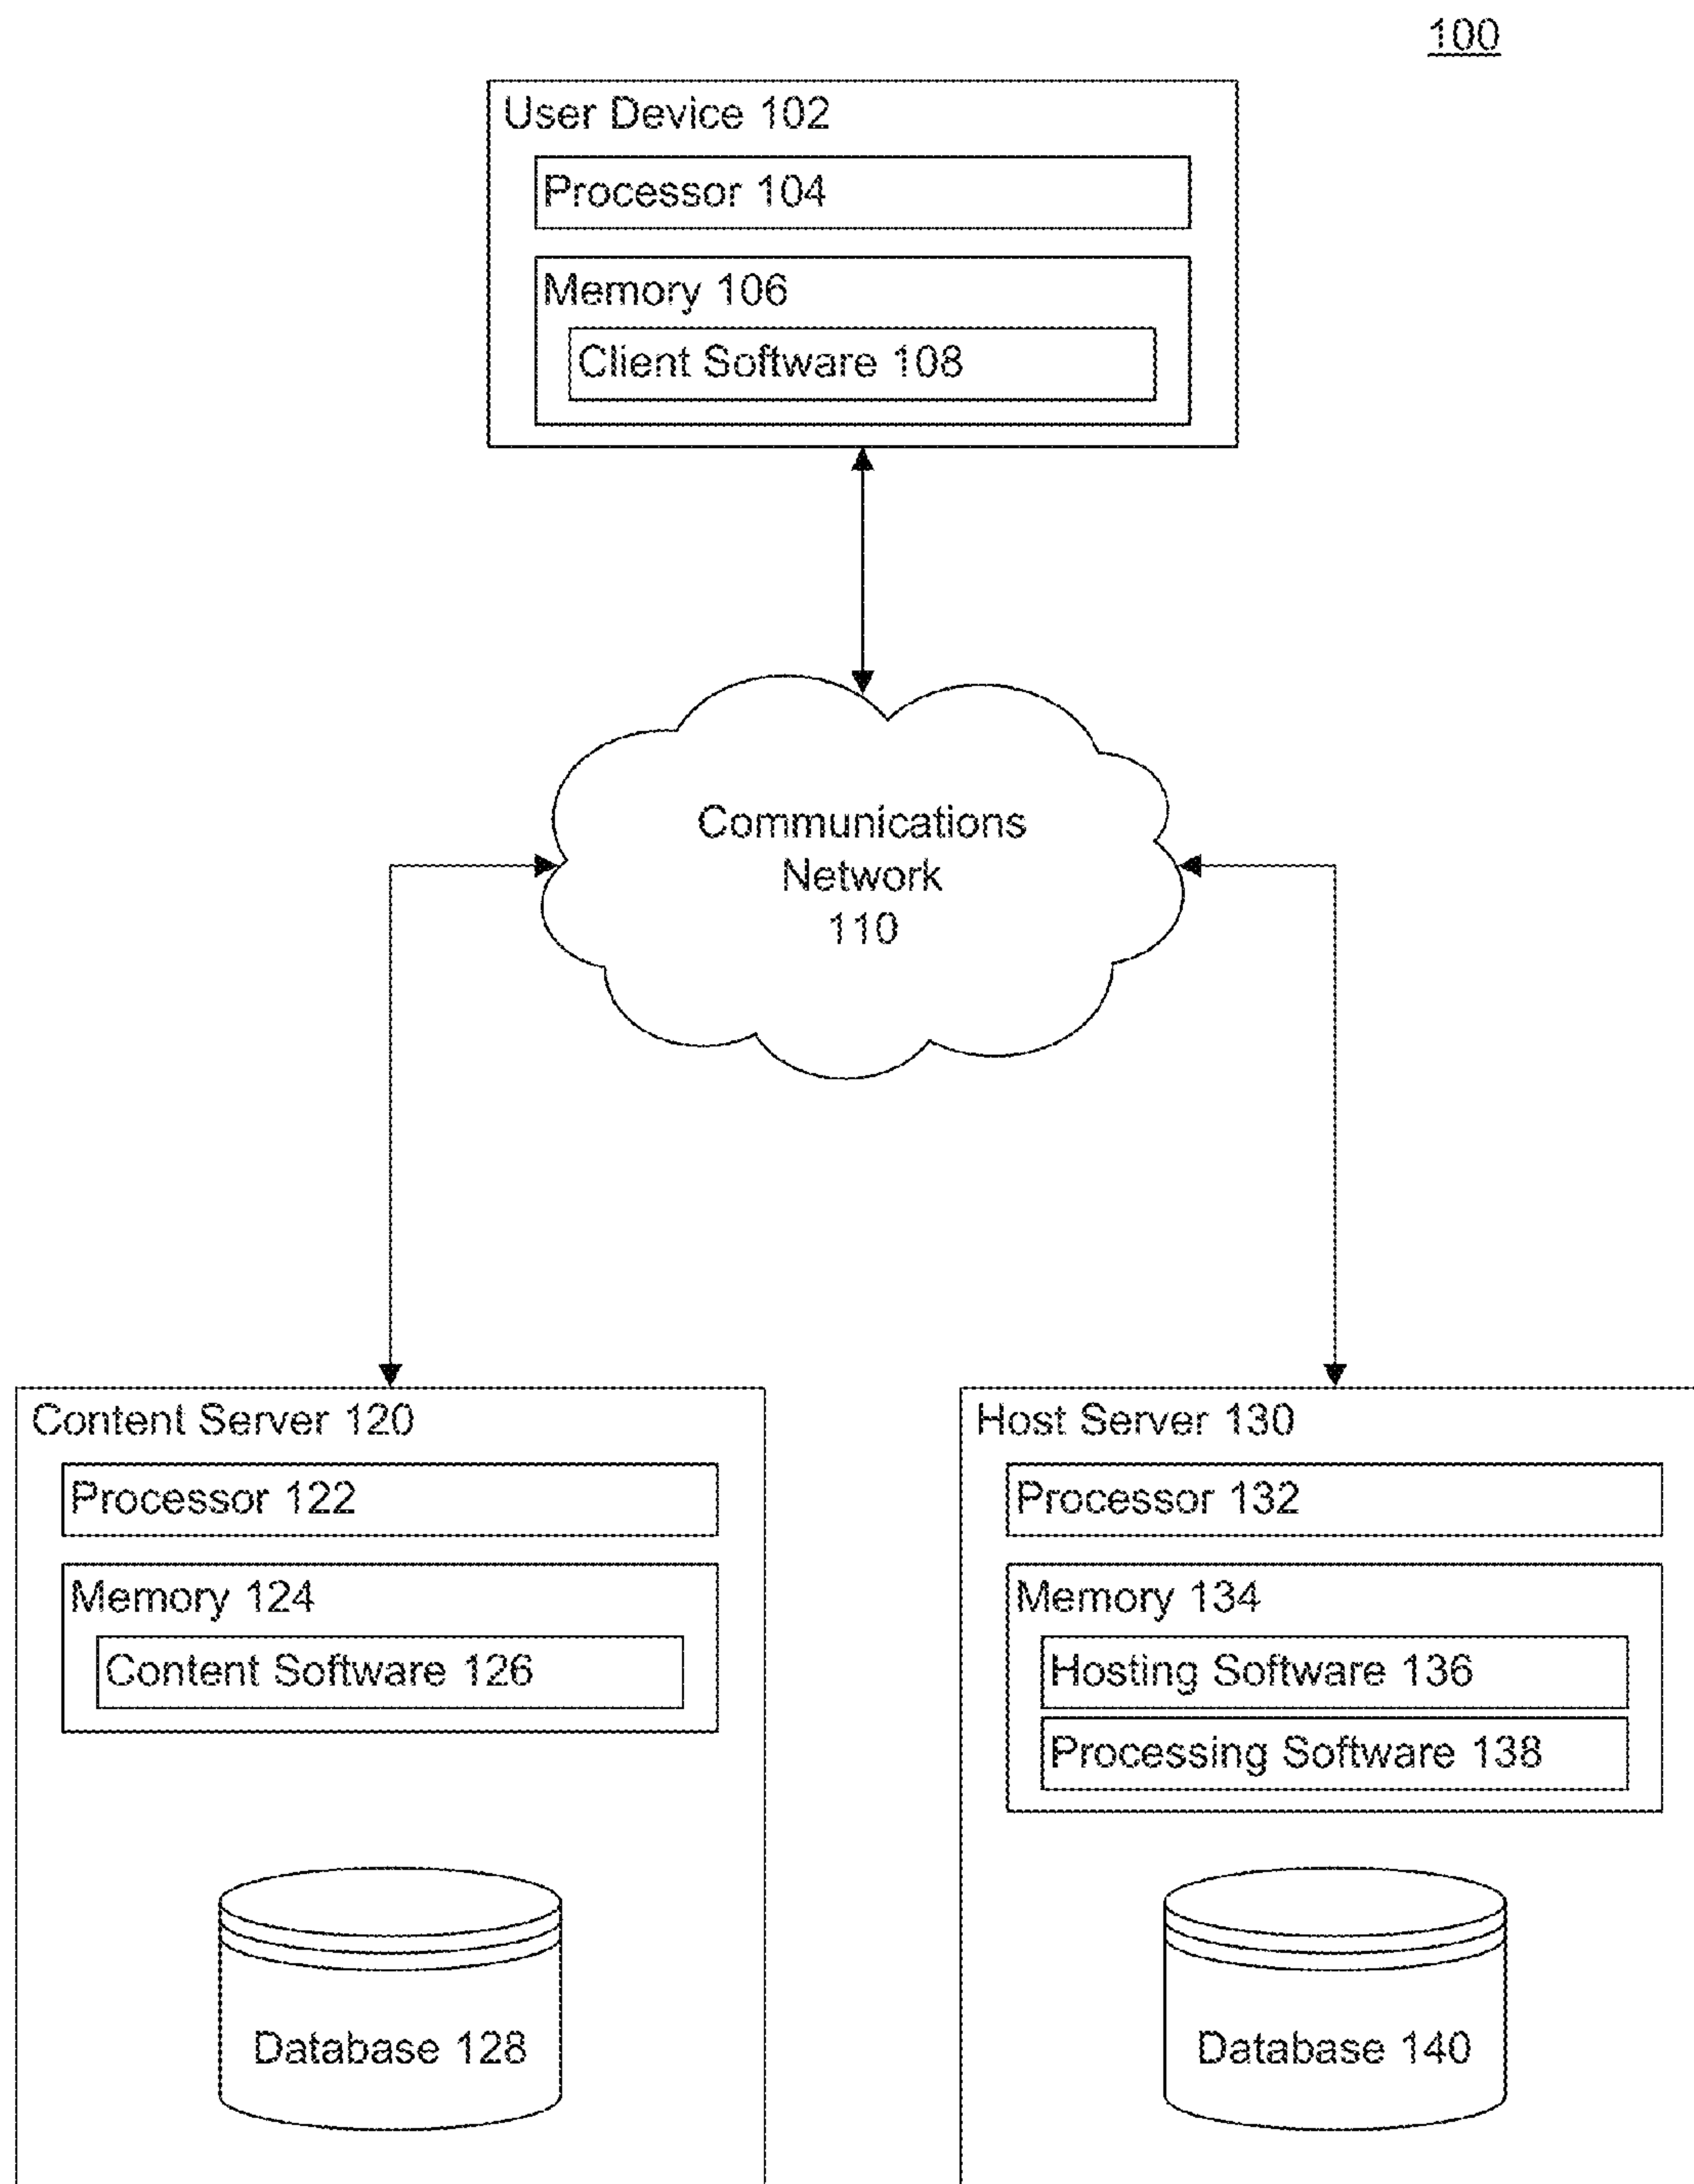 100
User Device 102
Processor 104
Memory 106
Client Software 108
Communications
Network
110
Content Server 120
Processor 122
Memory 124
Content Software 126
Database 128
Host Server 130
Processor 132
Memory 134
Hosting Software 136
Processing Software 138
Database 140